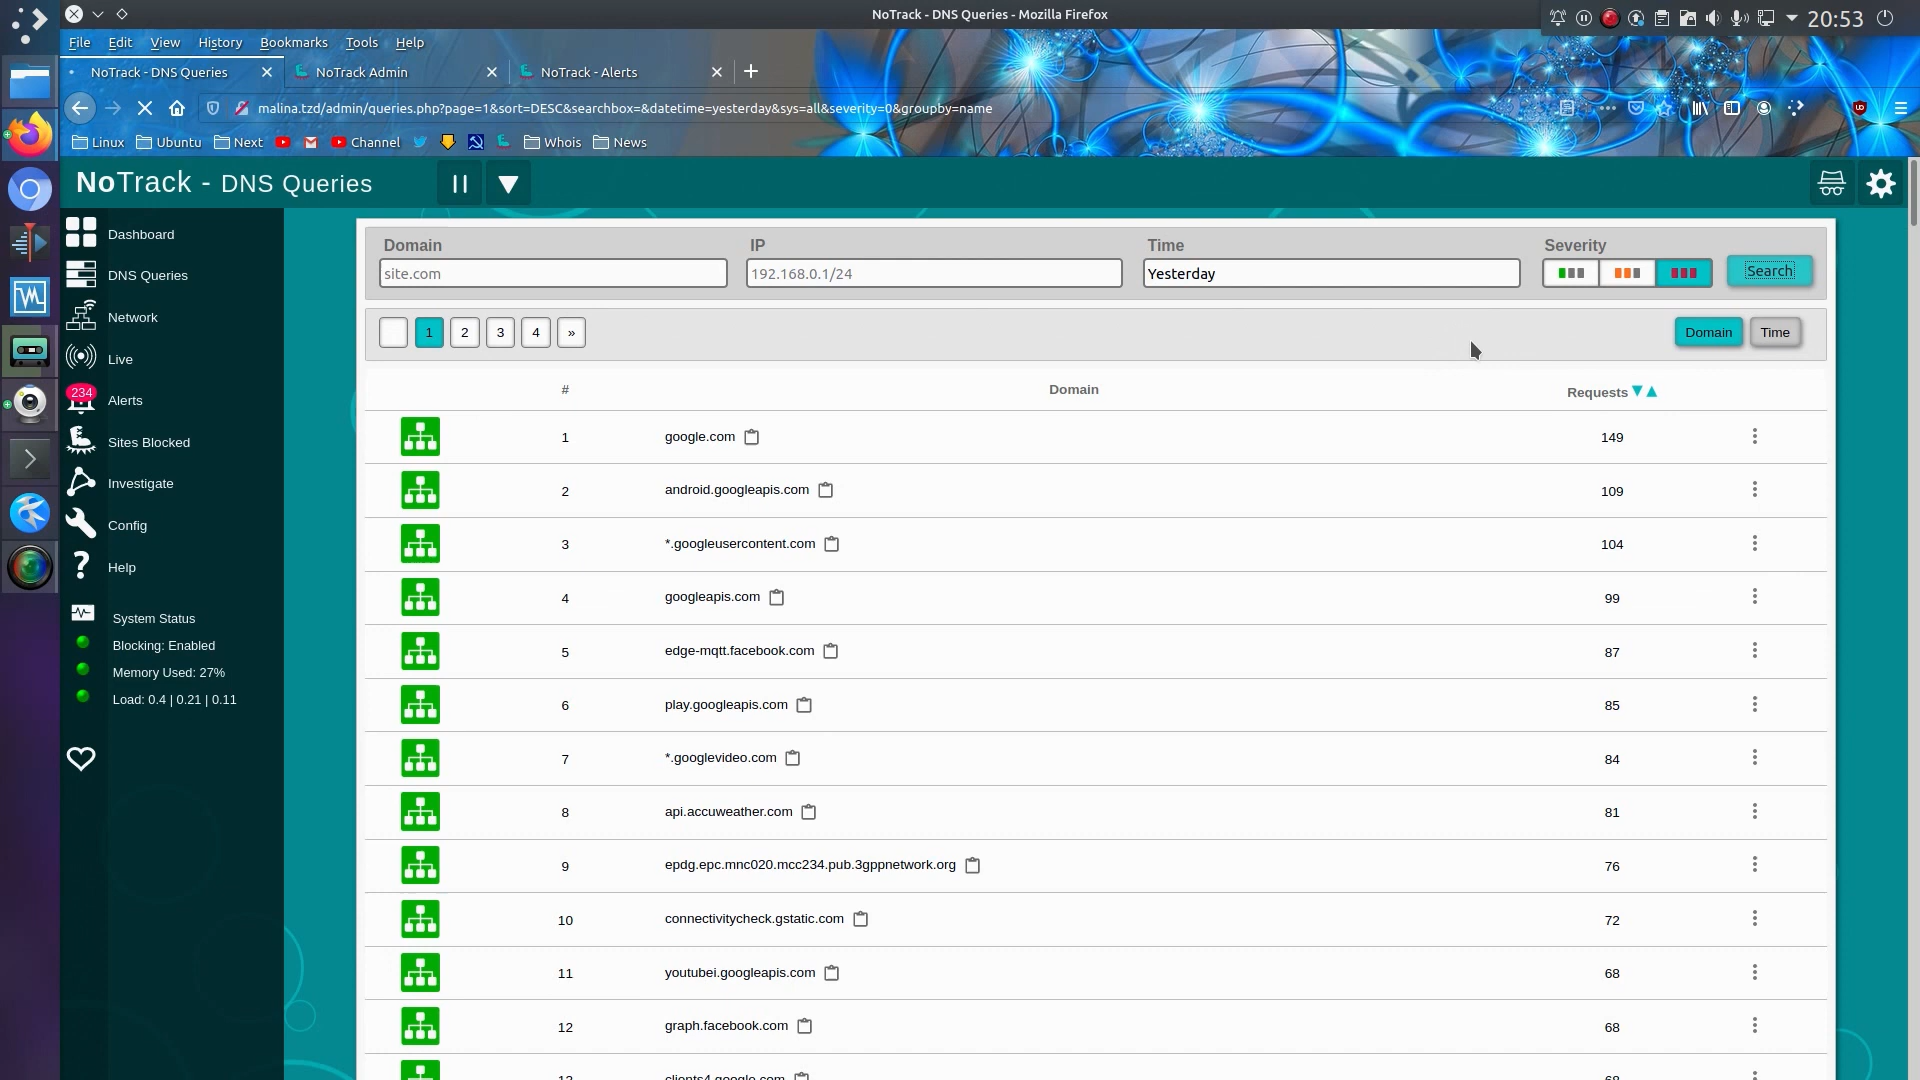 NoTrack - DNS Queries - Mozilla Firefox
20:53
File Edit View History Bookmarks Tools Help
NoTrack - DNS Queries
NoTrack Admin
NoTrack - Alerts
malina.tzd/admin/queries.php?page=1&sort=DESC&searchbox=&datetime=yesterday&sys=all&severity=0&groupby=name
Linux Ubuntu Next Channel Whois News
NoTrack - DNS Queries
Dashboard
DNS Queries
Network
Live
234
Alerts
Sites Blocked
Investigate
Config
Help
System Status
Blocking: Enabled
Memory Used: 27%
Load: 0.4 | 0.21 | 0.11
Domain IP Time Severity
site.com 192.168.0.1/24 Yesterday Search
1 2 3 4 » Domain Time
# Domain Requests ▼▲
1 google.com 149
2 android.googleapis.com 109
3 *.googleusercontent.com 104
4 googleapis.com 99
5 edge-mqtt.facebook.com 87
6 play.googleapis.com 85
7 *.googlevideo.com 84
8 api.accuweather.com 81
9 epdg.epc.mnc020.mcc234.pub.3gppnetwork.org 76
10 connectivitycheck.gstatic.com 72
11 youtubei.googleapis.com 68
12 graph.facebook.com 68
13 clients4.google.com 68